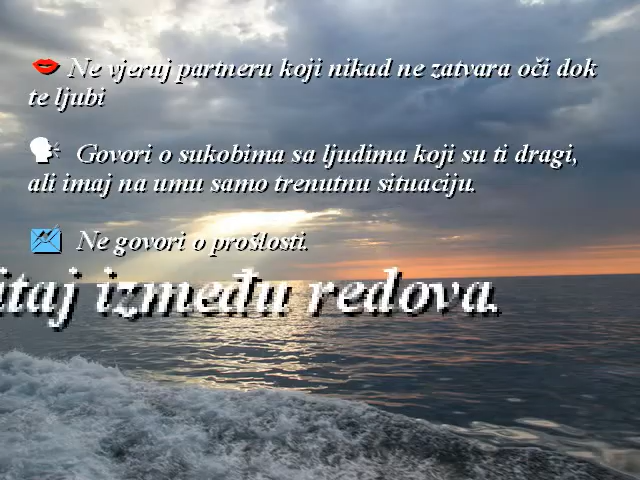 Ne vjeruj partneru koji nikad ne zatvara oči dok
te ljubi
Govori o sukobima sa ljudima koji su ti dragi,
ali imaj na umu samo trenutnu situaciju.
Ne govori o prošlosti.
itaj između redova.